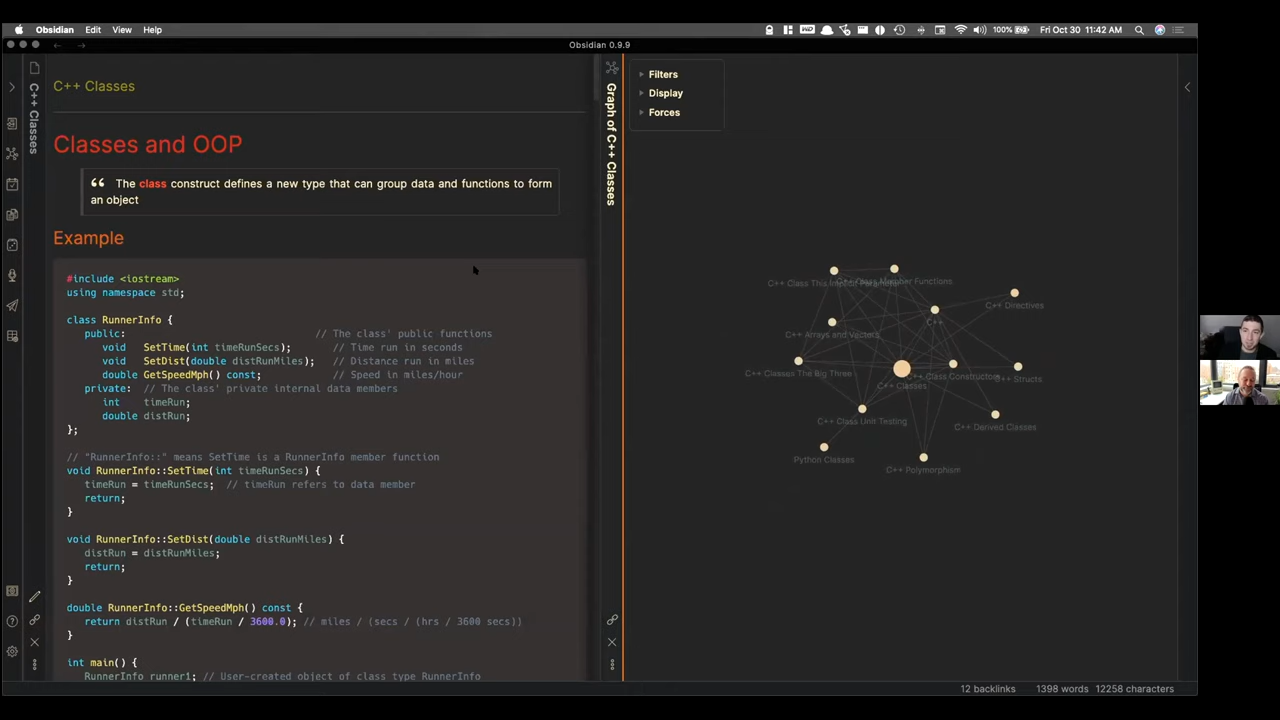 Obsidian Edit View Help 100% Fri Oct 30 11:42 AM
Obsidian 0.9.9
C++ Classes
C++ Classes
Classes and OOP
The class construct defines a new type that can group data and functions to form
an object
Example
#include <iostream>
using namespace std;
class RunnerInfo {
public: // The class' public functions
void SetTime(int timeRunSecs); // Time run in seconds
void SetDist(double distRunMiles); // Distance run in miles
double GetSpeedMph() const; // Speed in miles/hour
private: // The class' private internal data members
int timeRun;
double distRun;
};
// "RunnerInfo::" means SetTime is a RunnerInfo member function
void RunnerInfo::SetTime(int timeRunSecs) {
timeRun = timeRunSecs; // timeRun refers to data member
return;
}
void RunnerInfo::SetDist(double distRunMiles) {
distRun = distRunMiles;
return;
}
double RunnerInfo::GetSpeedMph() const {
return distRun / (timeRun / 3600.0); // miles / (secs / (hrs / 3600 secs))
}
int main() {
RunnerInfo runner1; // User-created object of class type RunnerInfo
Graph of C++ Classes
Filters
Display
Forces
C++ Class This Implicit Parameter
C++ Class Member Functions
C++ Directives
C++
C++ Arrays and Vectors
C++ Classes The Big Three
C++ Classes
C++ Class Constructors
C++ Structs
C++ Class Unit Testing
C++ Derived Classes
Python Classes
C++ Polymorphism
12 backlinks 1398 words 12258 characters